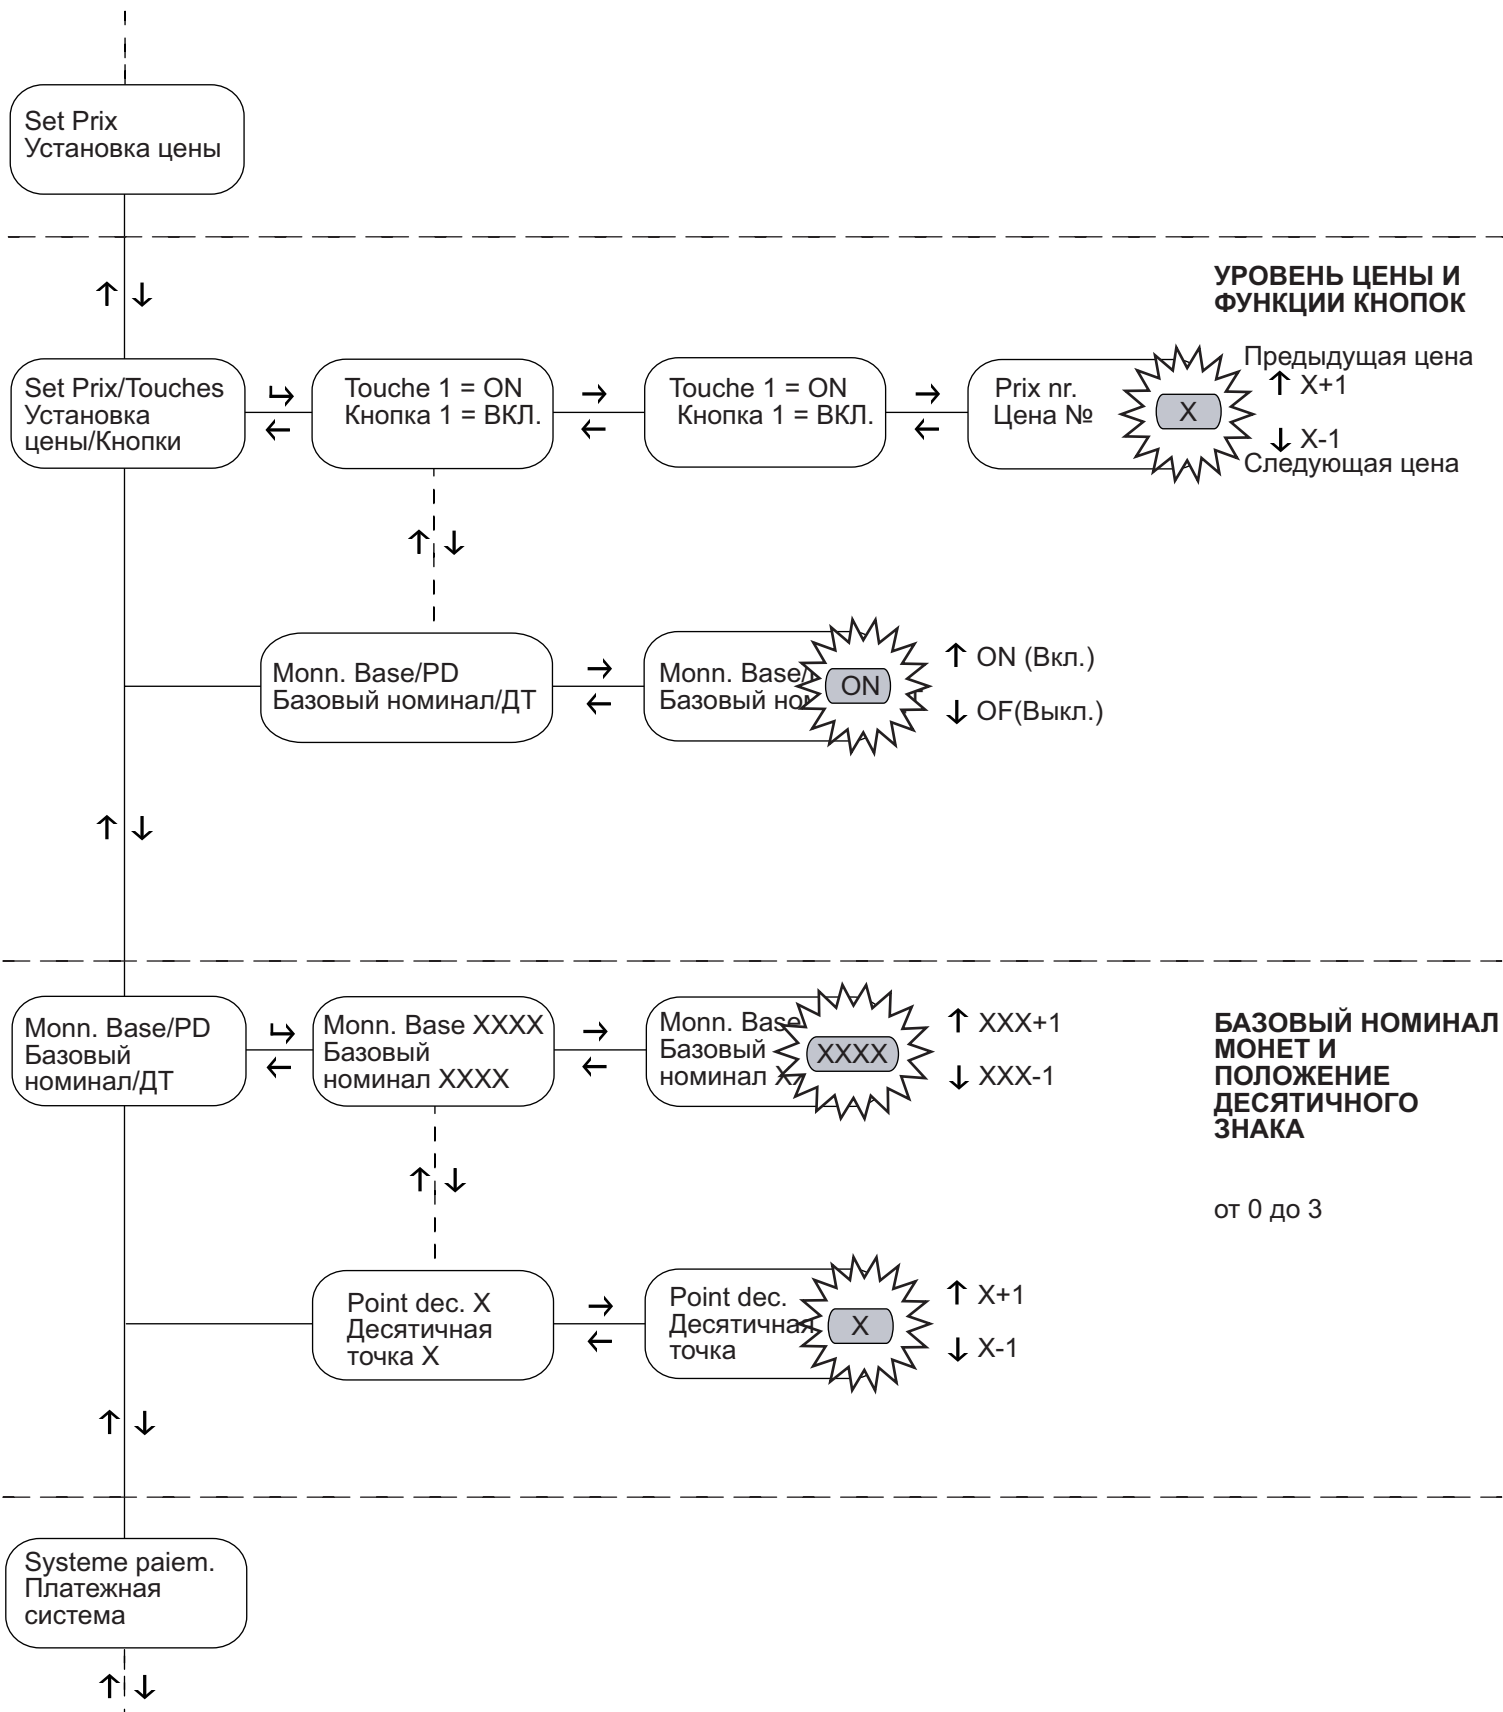 Set Prix
Установка цены
УРОВЕНЬ ЦЕНЫ И
ФУНКЦИИ КНОПОК
Set Prix/Touches
Установка
цены/Кнопки
Touche 1 = ON
Кнопка 1 = ВКЛ.
Touche 1 = ON
Кнопка 1 = ВКЛ.
Prix nr.
Цена №
X
Предыдущая цена
↑ X+1
↓ X-1
Следующая цена
Monn. Base/PD
Базовый номинал/ДТ
Monn. Base/
Базовый
ON
↑ ON (Вкл.)
↓ OF(Выкл.)
Monn. Base/PD
Базовый
номинал/ДТ
Monn. Base XXXX
Базовый
номинал XXXX
Monn. Base
Базовый
номинал
XXXX
↑ XXX+1
↓ XXX-1
БАЗОВЫЙ НОМИНАЛ
МОНЕТ И
ПОЛОЖЕНИЕ
ДЕСЯТИЧНОГО
ЗНАКА
от 0 до 3
Point dec. X
Десятичная
точка X
Point dec.
Десятичная
точка
X
↑ X+1
↓ X-1
Systeme paiem.
Платежная
система